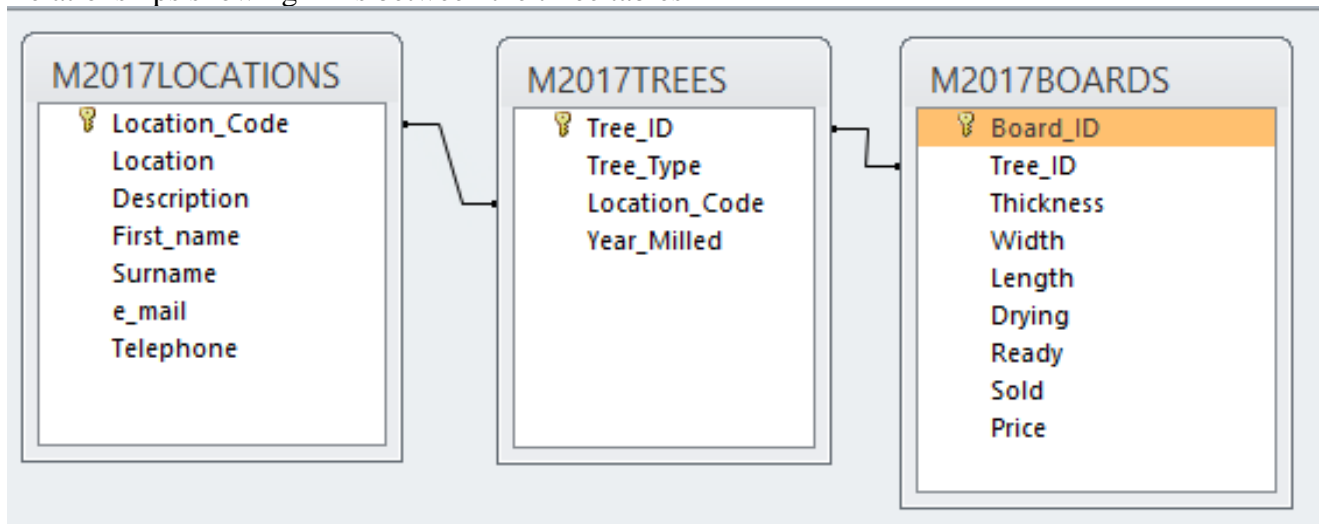 M2017LOCATIONS
Location_Code
Location
Description
First_name
Surname
e_mail
Telephone
M2017TREES
Tree_ID
Tree_Type
Location_Code
Year_Milled
M2017BOARDS
Board_ID
Tree_ID
Thickness
Width
Length
Drying
Ready
Sold
Price